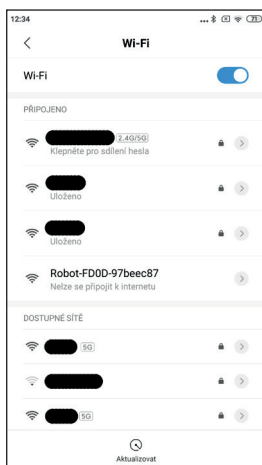 12:34
71
Wi-Fi
Wi-Fi
PŘIPOJENO
2.4G/5G
Klepněte pro sdílení hesla
Uloženo
Uloženo
Robot-FD0D-97beec87
Nelze se připojit k internetu
DOSTUPNÉ SÍTĚ
5G
5G
Aktualizovat